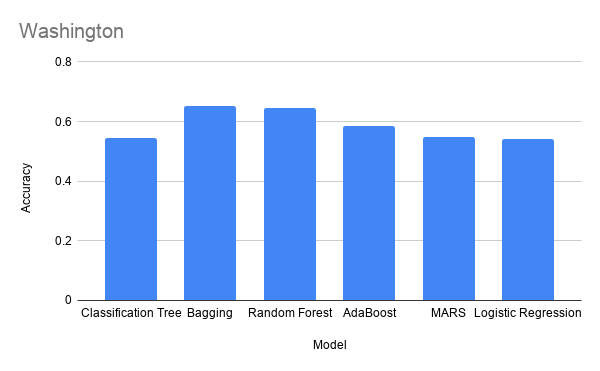 Washington
0.8
0.6
0.4
0.2
0
Accuracy
Classification Tree Bagging Random Forest AdaBoost MARS Logistic Regression
Model